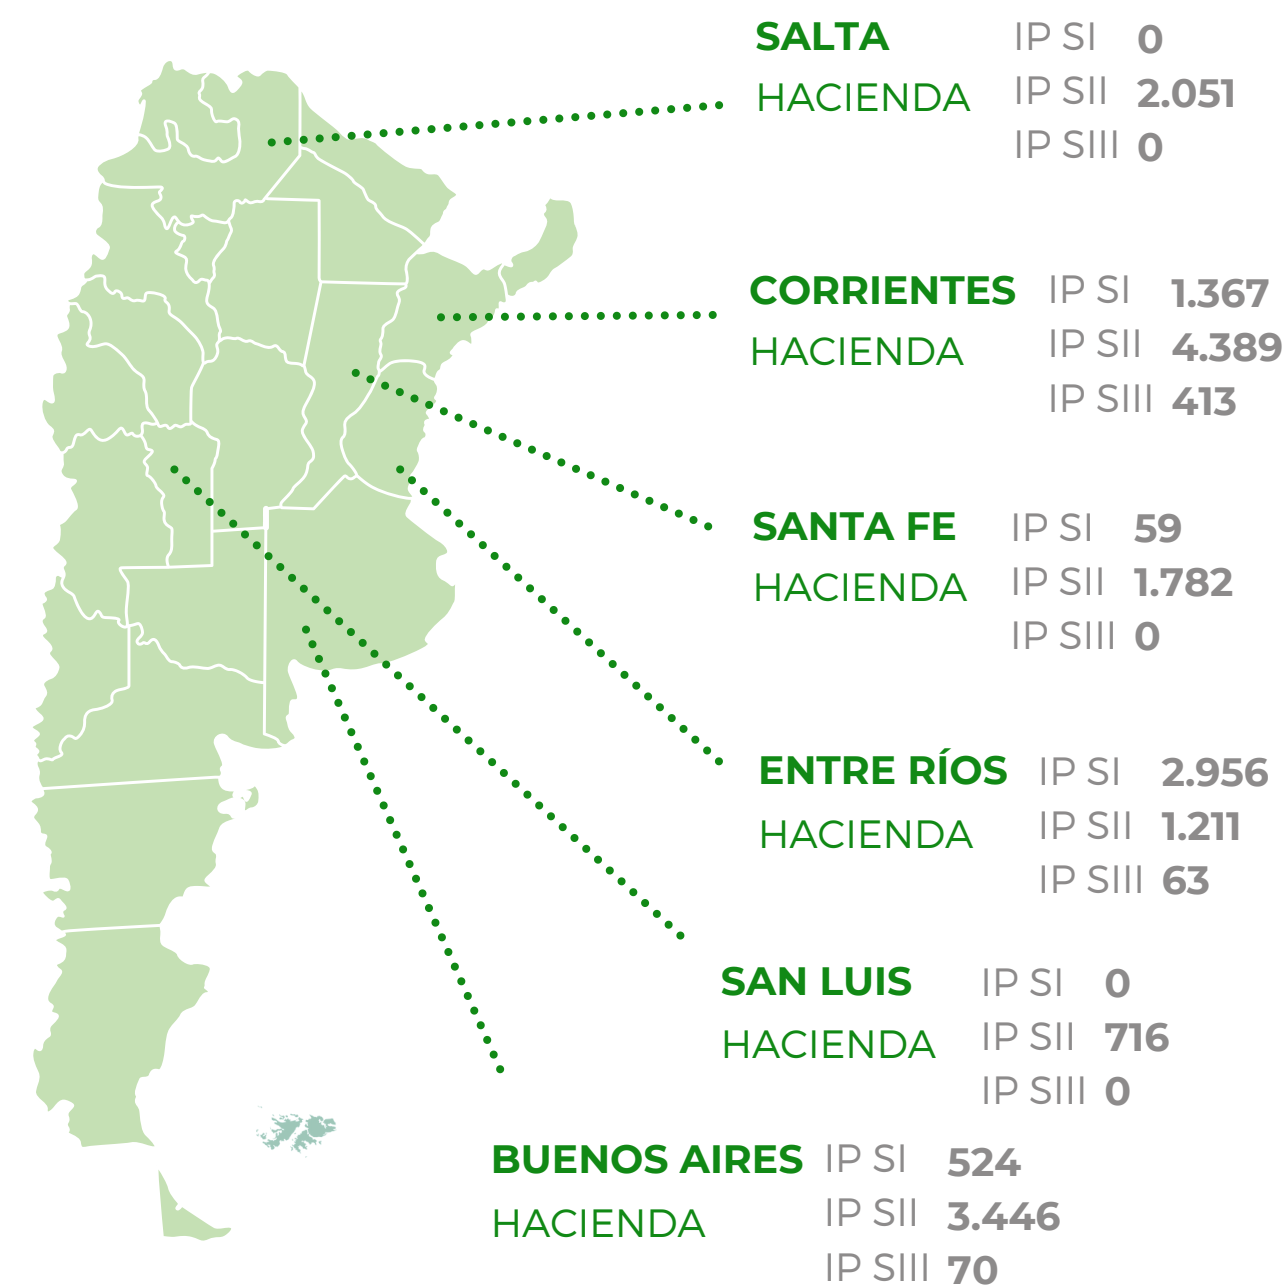 SALTA
HACIENDA
IP SI 0
IP SII 2.051
IP SIII 0
CORRIENTES
HACIENDA
IP SI 1.367
IP SII 4.389
IP SIII 413
SANTA FE
HACIENDA
IP SI 59
IP SII 1.782
IP SIII 0
ENTRE RÍOS
HACIENDA
IP SI 2.956
IP SII 1.211
IP SIII 63
SAN LUIS
HACIENDA
IP SI 0
IP SII 716
IP SIII 0
BUENOS AIRES
HACIENDA
IP SI 524
IP SII 3.446
IP SIII 70